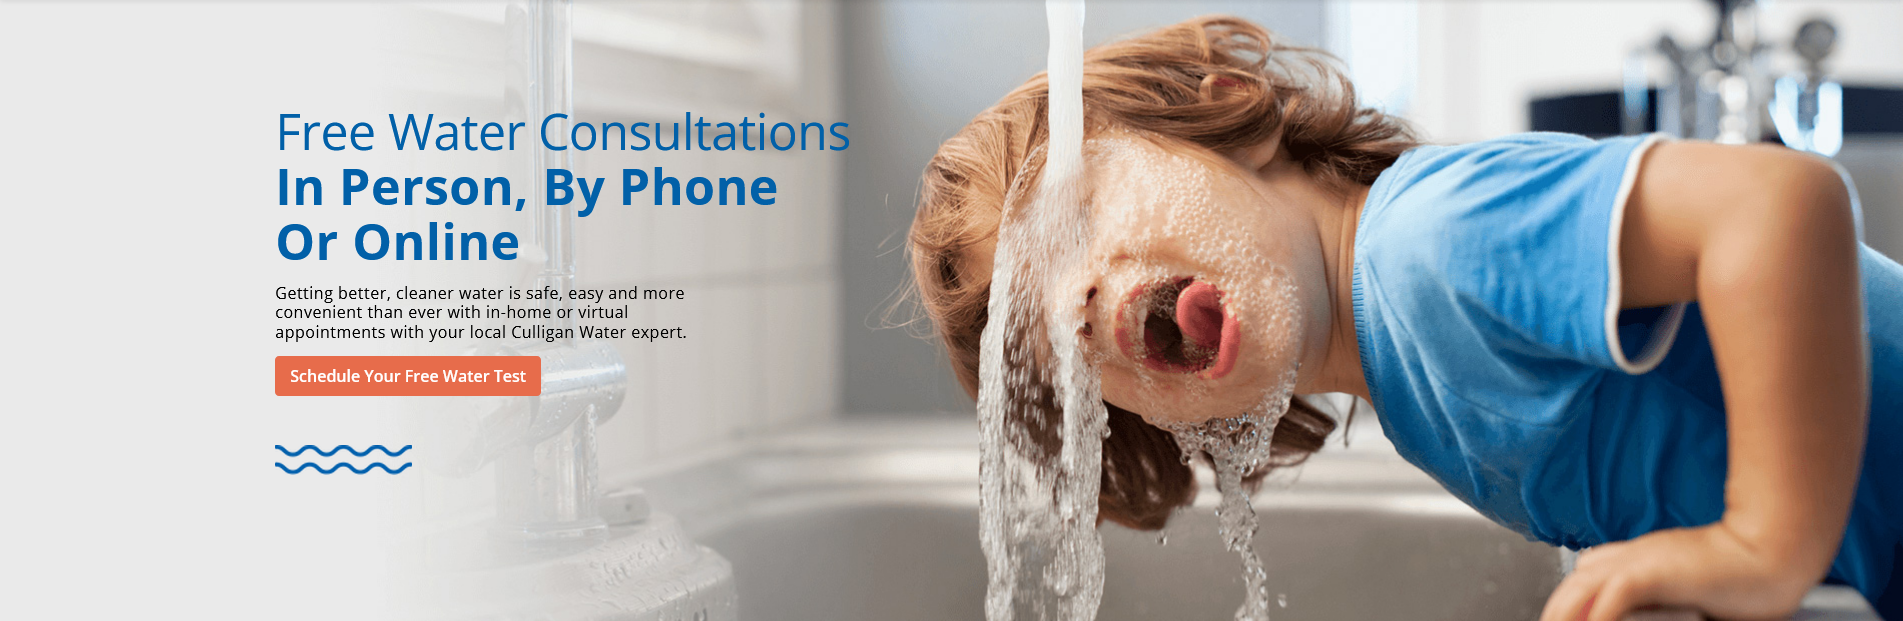 Free Water Consultations
In Person, By Phone
Or Online
Getting better, cleaner water is safe, easy and more
convenient than ever with in-home or virtual
appointments with your local Culligan Water expert.
Schedule Your Free Water Test